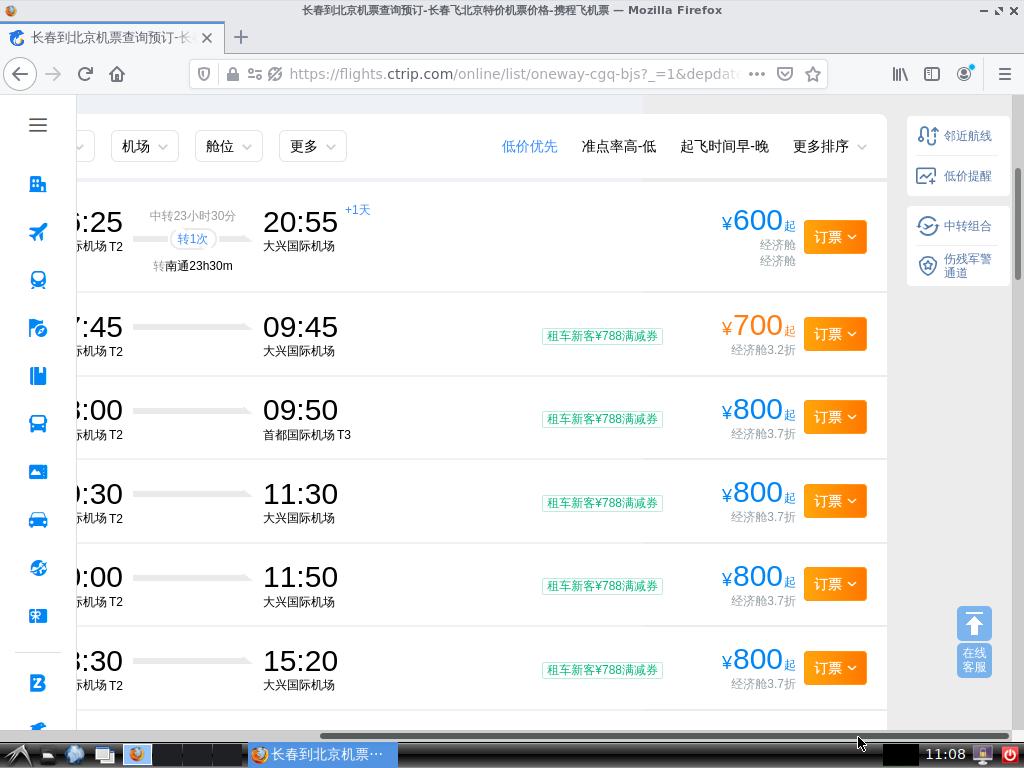 长春到北京机票查询预订-长春飞北京特价机票价格-携程飞机票 — Mozilla Firefox
长春到北京机票查询预订-长
https://flights.ctrip.com/online/list/oneway-cgq-bjs?_=1&depdat
机场
舱位
更多
低价优先
准点率高-低
起飞时间早-晚
更多排序
邻近航线
低价提醒
中转组合
伤残军警
通道
:25
中转23小时30分
转1次
转南通23h30m
20:55
+1天
机场 T2
大兴国际机场
¥600起
经济舱
经济舱
订票
:45
09:45
机场 T2
大兴国际机场
租车新客¥788满减券
¥700起
经济舱3.2折
订票
:00
09:50
机场 T2
首都国际机场 T3
租车新客¥788满减券
¥800起
经济舱3.7折
订票
:30
11:30
机场 T2
大兴国际机场
租车新客¥788满减券
¥800起
经济舱3.7折
订票
:00
11:50
机场 T2
大兴国际机场
租车新客¥788满减券
¥800起
经济舱3.7折
订票
:30
15:20
机场 T2
大兴国际机场
租车新客¥788满减券
¥800起
经济舱3.7折
订票
在线
客服
长春到北京机票…
11:08